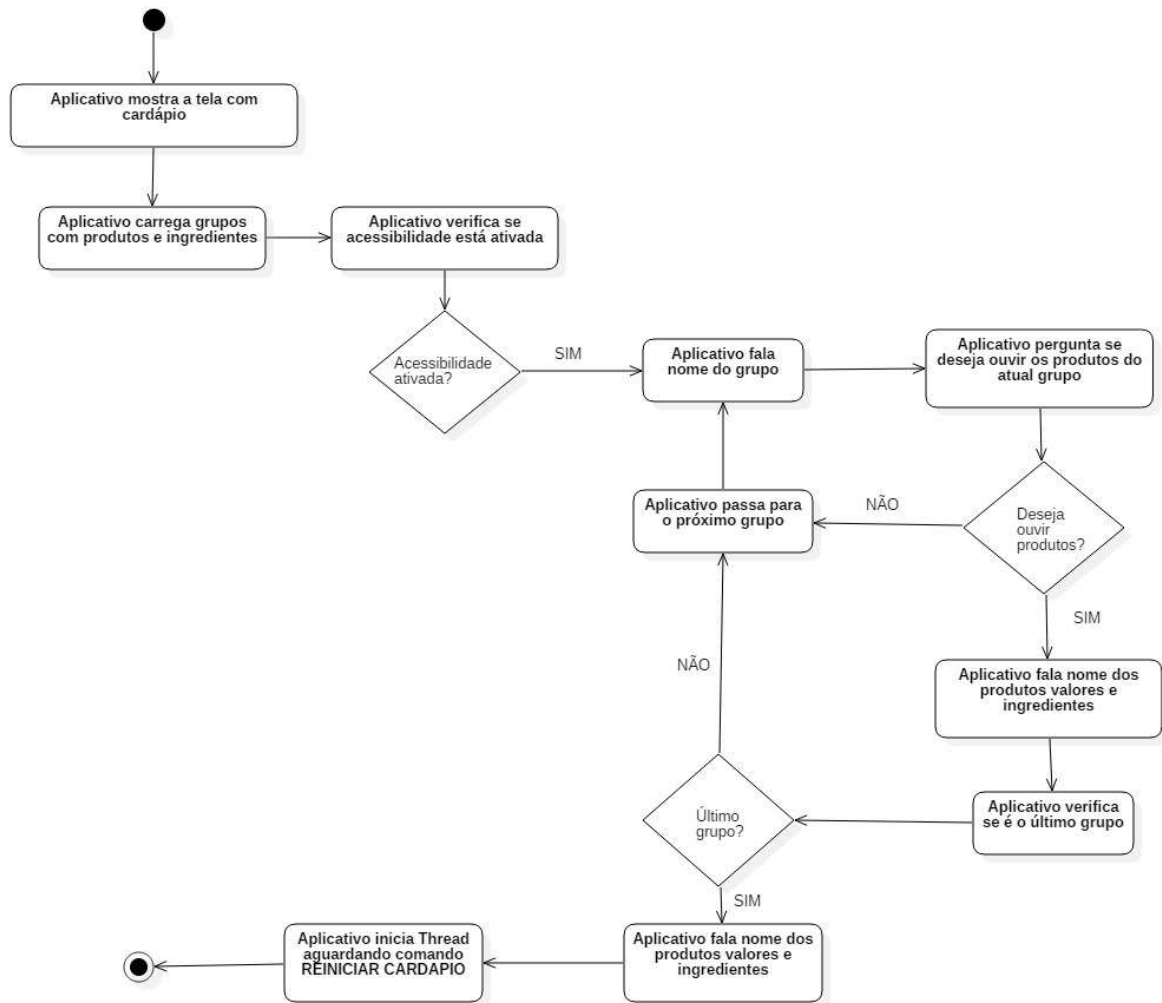 Aplicativo mostra a tela com
cardápio
Aplicativo carrega grupos
com produtos e ingredientes
Aplicativo verifica se
acessibilidade está ativada
Acessibilidade
ativada?
SIM
Aplicativo fala
nome do grupo
Aplicativo pergunta se
deseja ouvir os produtos do
atual grupo
Deseja
ouvir
produtos?
NÃO
Aplicativo passa para
o próximo grupo
SIM
Aplicativo fala nome dos
produtos valores e
ingredientes
Aplicativo verifica
se é o último grupo
Último
grupo?
NÃO
SIM
Aplicativo fala nome dos
produtos valores e
ingredientes
Aplicativo inicia Thread
aguardando comando
REINICIAR CARDAPIO